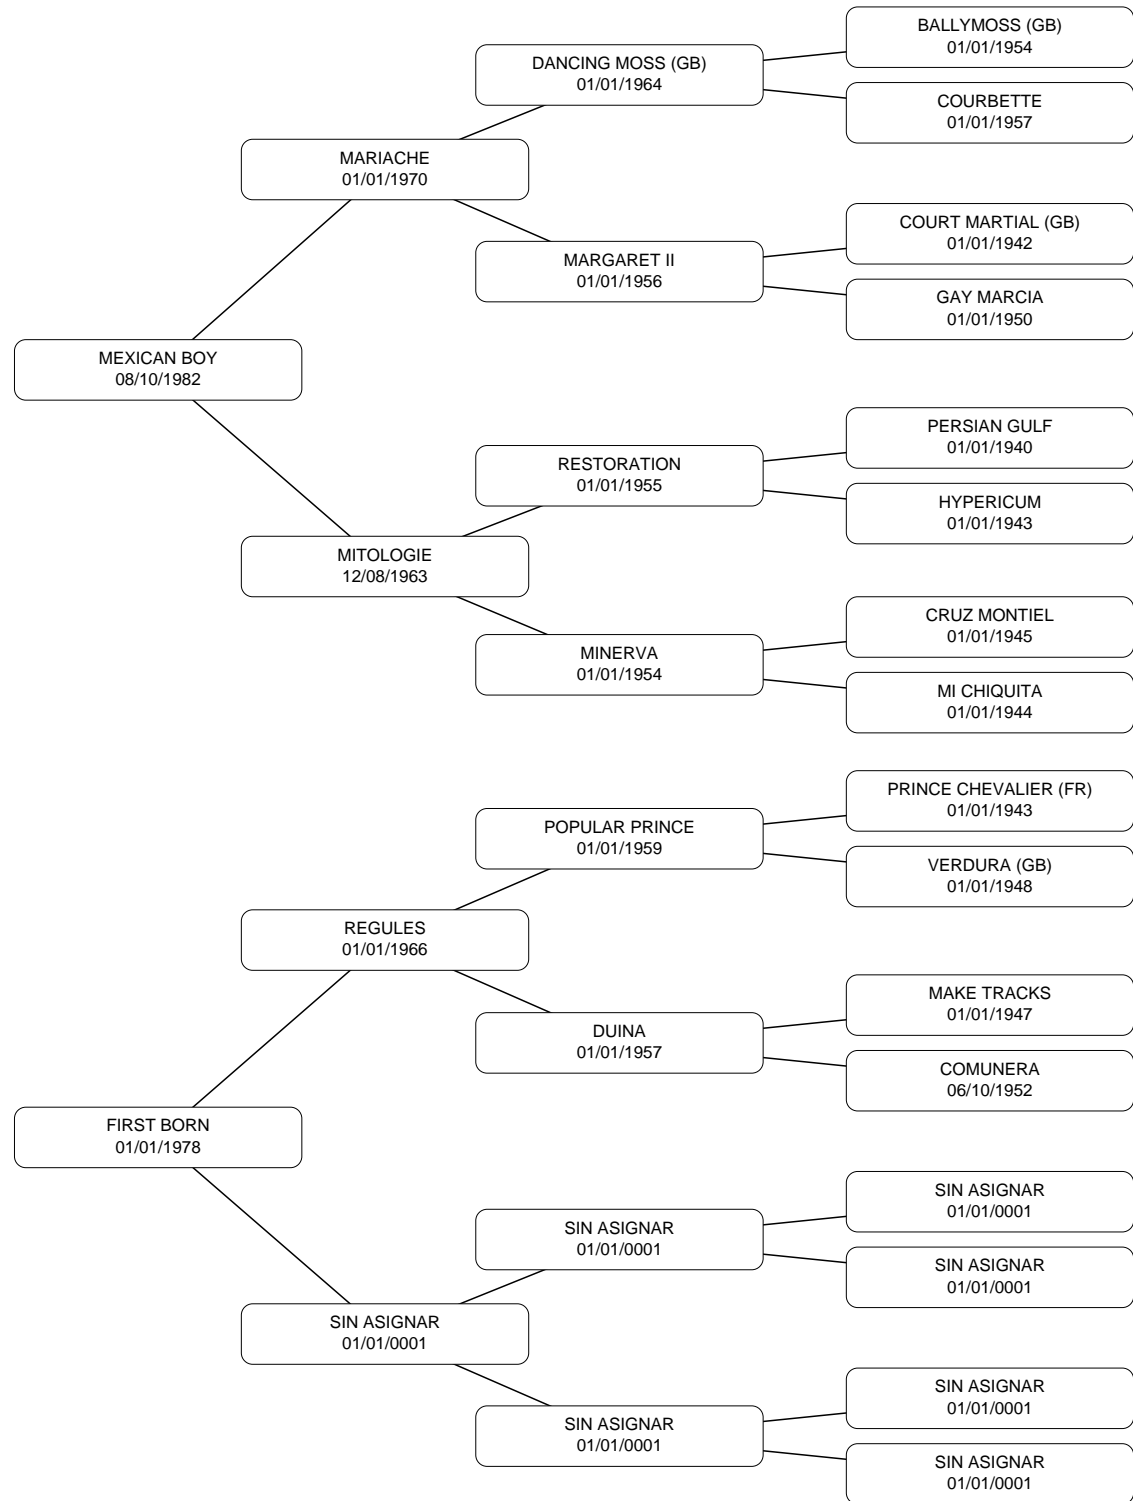 BALLYMOSS (GB)
01/01/1954
DANCING MOSS (GB)
01/01/1964
COURBETTE
01/01/1957
MARIACHE
01/01/1970
COURT MARTIAL (GB)
01/01/1942
MARGARET II
01/01/1956
GAY MARCIA
01/01/1950
MEXICAN BOY
08/10/1982
PERSIAN GULF
01/01/1940
RESTORATION
01/01/1955
HYPERICUM
01/01/1943
MITOLOGIE
12/08/1963
CRUZ MONTIEL
01/01/1945
MINERVA
01/01/1954
MI CHIQUITA
01/01/1944
PRINCE CHEVALIER (FR)
01/01/1943
POPULAR PRINCE
01/01/1959
VERDURA (GB)
01/01/1948
REGULES
01/01/1966
MAKE TRACKS
01/01/1947
DUINA
01/01/1957
COMUNERA
06/10/1952
FIRST BORN
01/01/1978
SIN ASIGNAR
01/01/0001
SIN ASIGNAR
01/01/0001
SIN ASIGNAR
01/01/0001
SIN ASIGNAR
01/01/0001
SIN ASIGNAR
01/01/0001
SIN ASIGNAR
01/01/0001
SIN ASIGNAR
01/01/0001